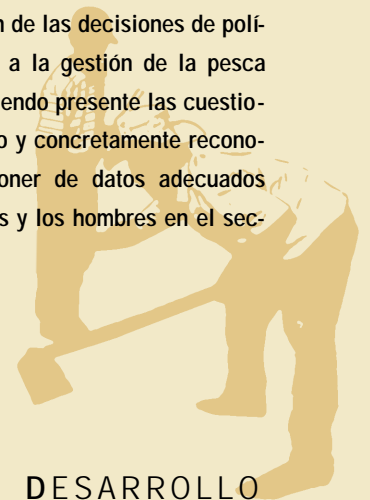 n de las decisiones de polí-
a la gestión de la pesca
endo presente las cuestio-
o y concretamente recono-
oner de datos adecuados
s y los hombres en el sec-
DESARROLLO